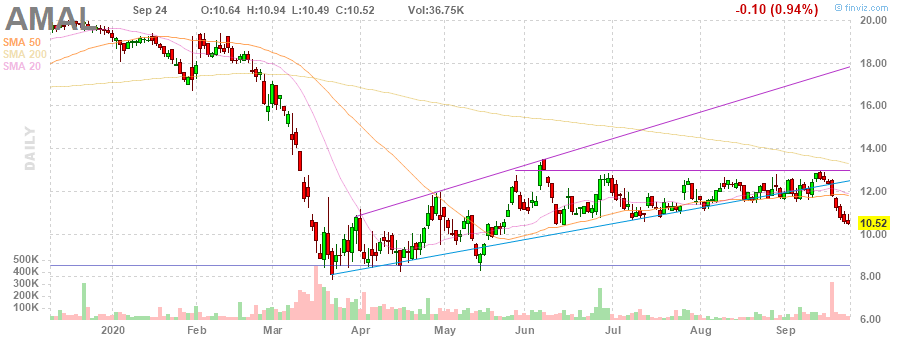 AMAL
Sep 24 O:10.64 H:10.94 L:10.49 C:10.52 Vol:36.75K -0.10 (0.94%) © finviz.com
SMA 50
SMA 200
SMA 20
DAILY
20.00
18.00
16.00
14.00
12.00
10.52
10.00
8.00
6.00
500K
400K
300K
200K
100K
2020 Feb Mar Apr May Jun Jul Aug Sep